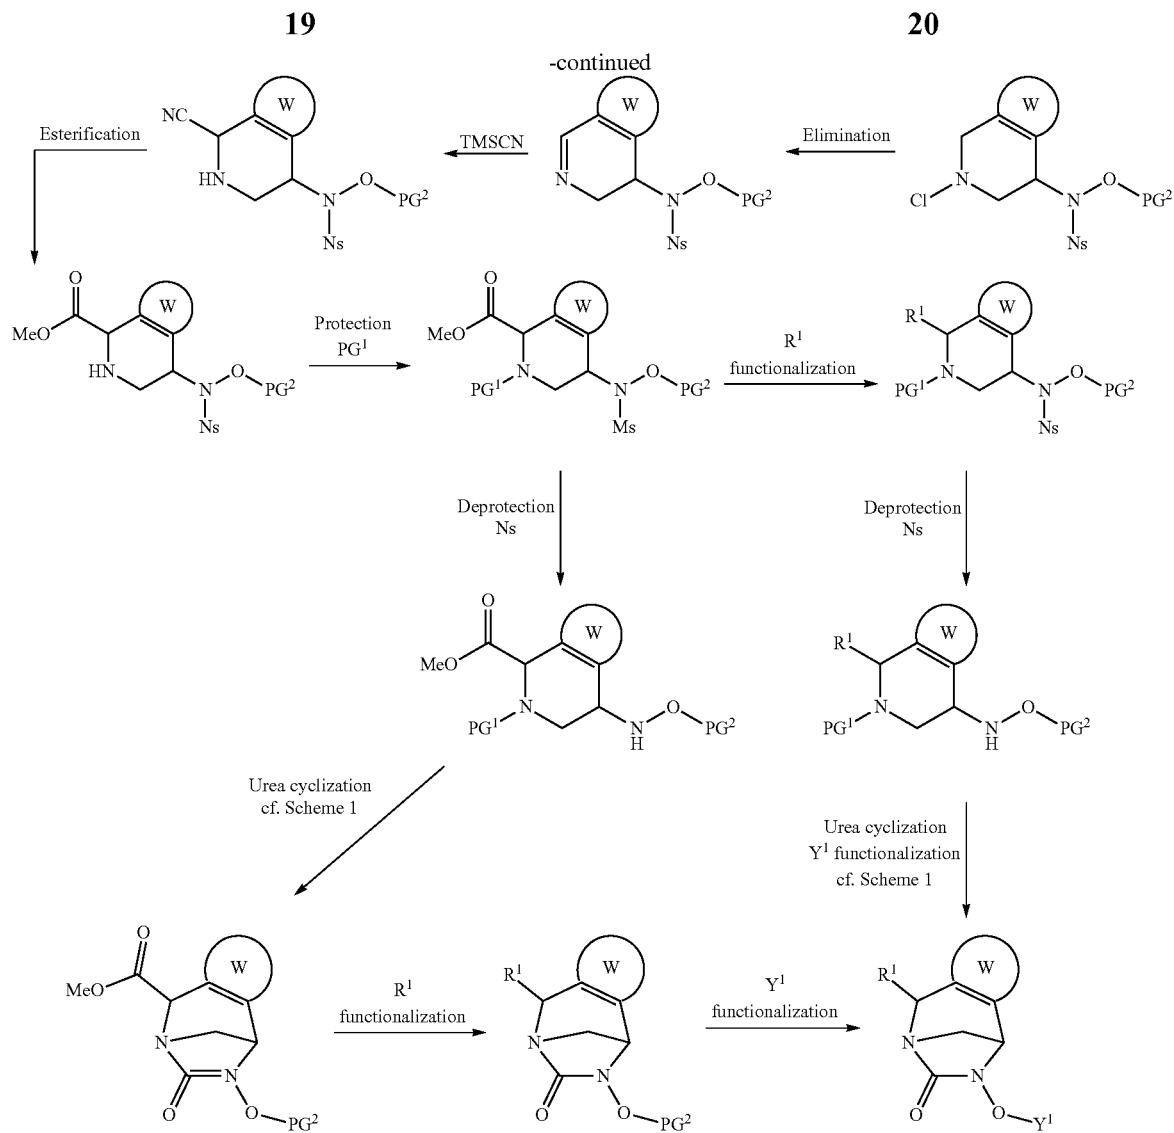 19 20
-continued
NC W HN N O PG² Ns
Esterification
TMSCN
W N N O PG² Ns
Elimination
W N Cl N O PG² Ns
O MeO W HN N O PG² Ns
Protection
PG¹
O MeO W PG¹ N N O PG² Ms
R¹
functionalization
R¹ W PG¹ N N O PG² Ns
Deprotection
Ns
Deprotection
Ns
O MeO W PG¹ N N H O PG²
R¹ W PG¹ N N H O PG²
Urea cyclization
cf. Scheme 1
Urea cyclization
Y¹ functionalization
cf. Scheme 1
O MeO W N N O O PG²
R¹
functionalization
R¹ W N N O O PG²
Y¹
functionalization
R¹ W N N O O Y¹